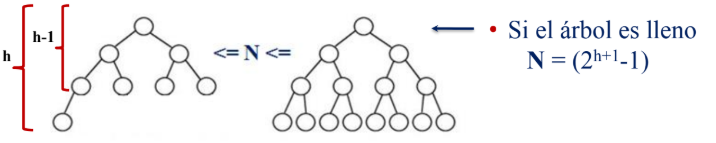 h
h-1
<= N <=
• Si el árbol es lleno
N = (2^{h+1}-1)